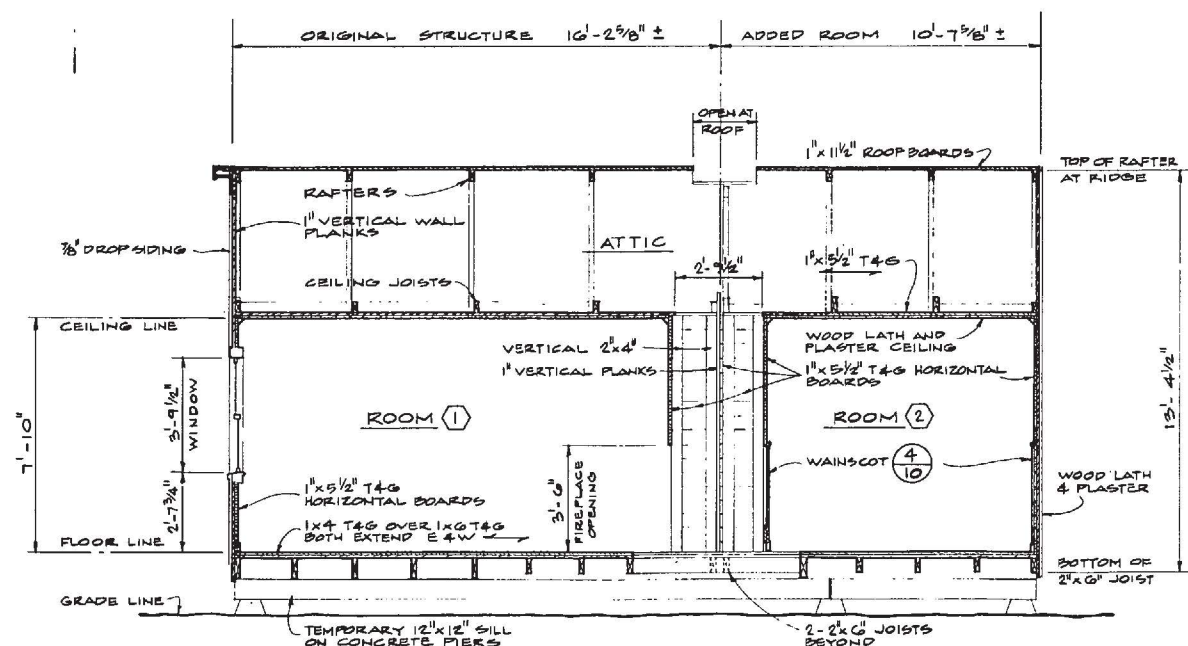 ORIGINAL STRUCTURE 16'-2 5/8" ±
ADDED ROOM 10'-7 5/8" ±
OPEN AT
ROOF
1" x 11 1/2" ROOF BOARDS
TOP OF RAFTER
AT RIDGE
RAFTERS
1" VERTICAL WALL
PLANKS
7/8" DROP SIDING
ATTIC
2'-9 1/2"
1" x 5 1/2" T&G
CEILING JOISTS
CEILING LINE
WOOD LATH AND
PLASTER CEILING
VERTICAL 2"x4"
1" VERTICAL PLANKS
1" x 5 1/2" T&G HORIZONTAL
BOARDS
7'-10"
3'-9 1/2"
WINDOW
2'-7 3/4"
ROOM 1
ROOM 2
13'-4 1/2"
WAINSCOT 4
10
3'-6"
FIREPLACE
OPENING
1" x 5 1/2" T&G
HORIZONTAL BOARDS
WOOD LATH
& PLASTER
1x4 T&G OVER 1x6 T&G
BOTH EXTEND E & W
FLOOR LINE
BOTTOM OF
2"x6" JOIST
GRADE LINE
TEMPORARY 12"x12" SILL
ON CONCRETE PIERS
2-2"x6" JOISTS
BEYOND